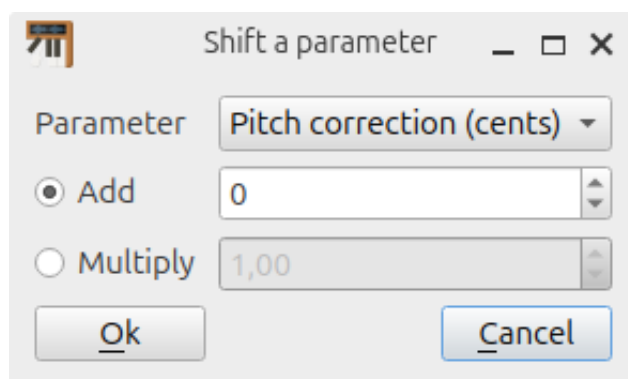 Shift a parameter
Parameter Pitch correction (cents)
Add 0
Multiply 1,00
Ok Cancel